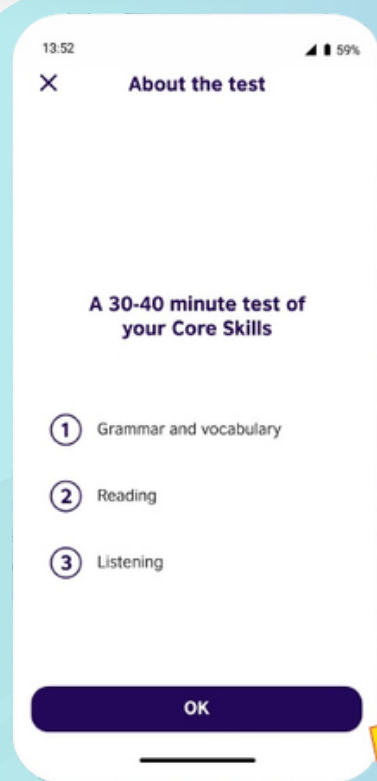 13:52
59%
About the test
A 30-40 minute test of
your Core Skills
1 Grammar and vocabulary
2 Reading
3 Listening
OK